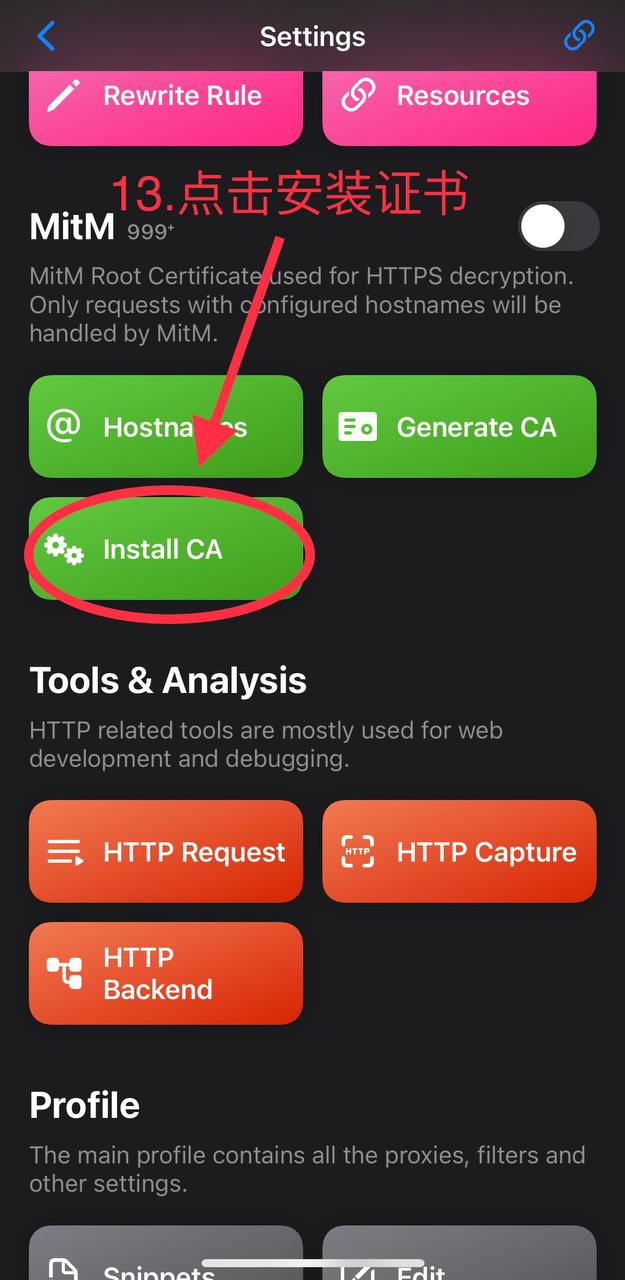 Settings
Rewrite Rule
Resources
13.点击安装证书
MitM 999+
MitM Root Certificate used for HTTPS decryption.
Only requests with configured hostnames will be
handled by MitM.
@ Hostnames
Generate CA
Install CA
Tools & Analysis
HTTP related tools are mostly used for web
development and debugging.
HTTP Request
HTTP
HTTP Capture
HTTP
Backend
Profile
The main profile contains all the proxies, filters and
other settings.
Snippets
Edit